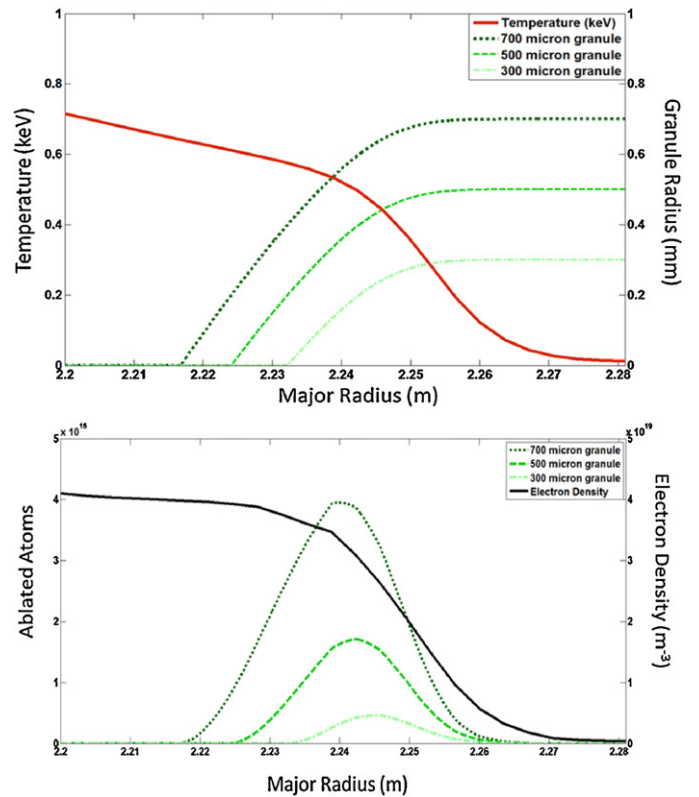 1
1
Temperature (keV)
700 micron granule
500 micron granule
300 micron granule
0.8
0.8
0.6
0.6
0.4
0.4
0.2
0.2
0
0
Temperature (keV)
Granule Radius (mm)
2.2 2.21 2.22 2.23 2.24 2.25 2.26 2.27 2.28
Major Radius (m)
5 x 10^15
5 x 10^19
700 micron granule
500 micron granule
300 micron granule
Electron Density
4
4
3
3
2
2
1
1
0
0
Ablated Atoms
Electron Density (m⁻³)
2.2 2.21 2.22 2.23 2.24 2.25 2.26 2.27 2.28
Major Radius (m)